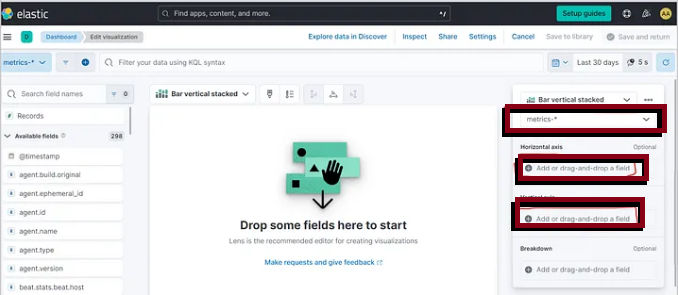 elastic
Find apps, content, and more.
^/
Setup guides
AA
D
Dashboard
Edit visualization
Explore data in Discover
Inspect
Share
Settings
Cancel
Save to library
Save and return
metrics-*
Filter your data using KQL syntax
Last 30 days
5 s
Search field names
0
Records
Available fields
298
@timestamp
agent.build.original
agent.ephemeral_id
agent.id
agent.name
agent.type
agent.version
beat.stats.beat.host
Bar vertical stacked
Drop some fields here to start
Lens is the recommended editor for creating visualizations
Make requests and give feedback
Bar vertical stacked
metrics-*
Horizontal axis
Optional
Add or drag-and-drop a field
Add or drag-and-drop a field
Breakdown
Optional
Add or drag-and-drop a field